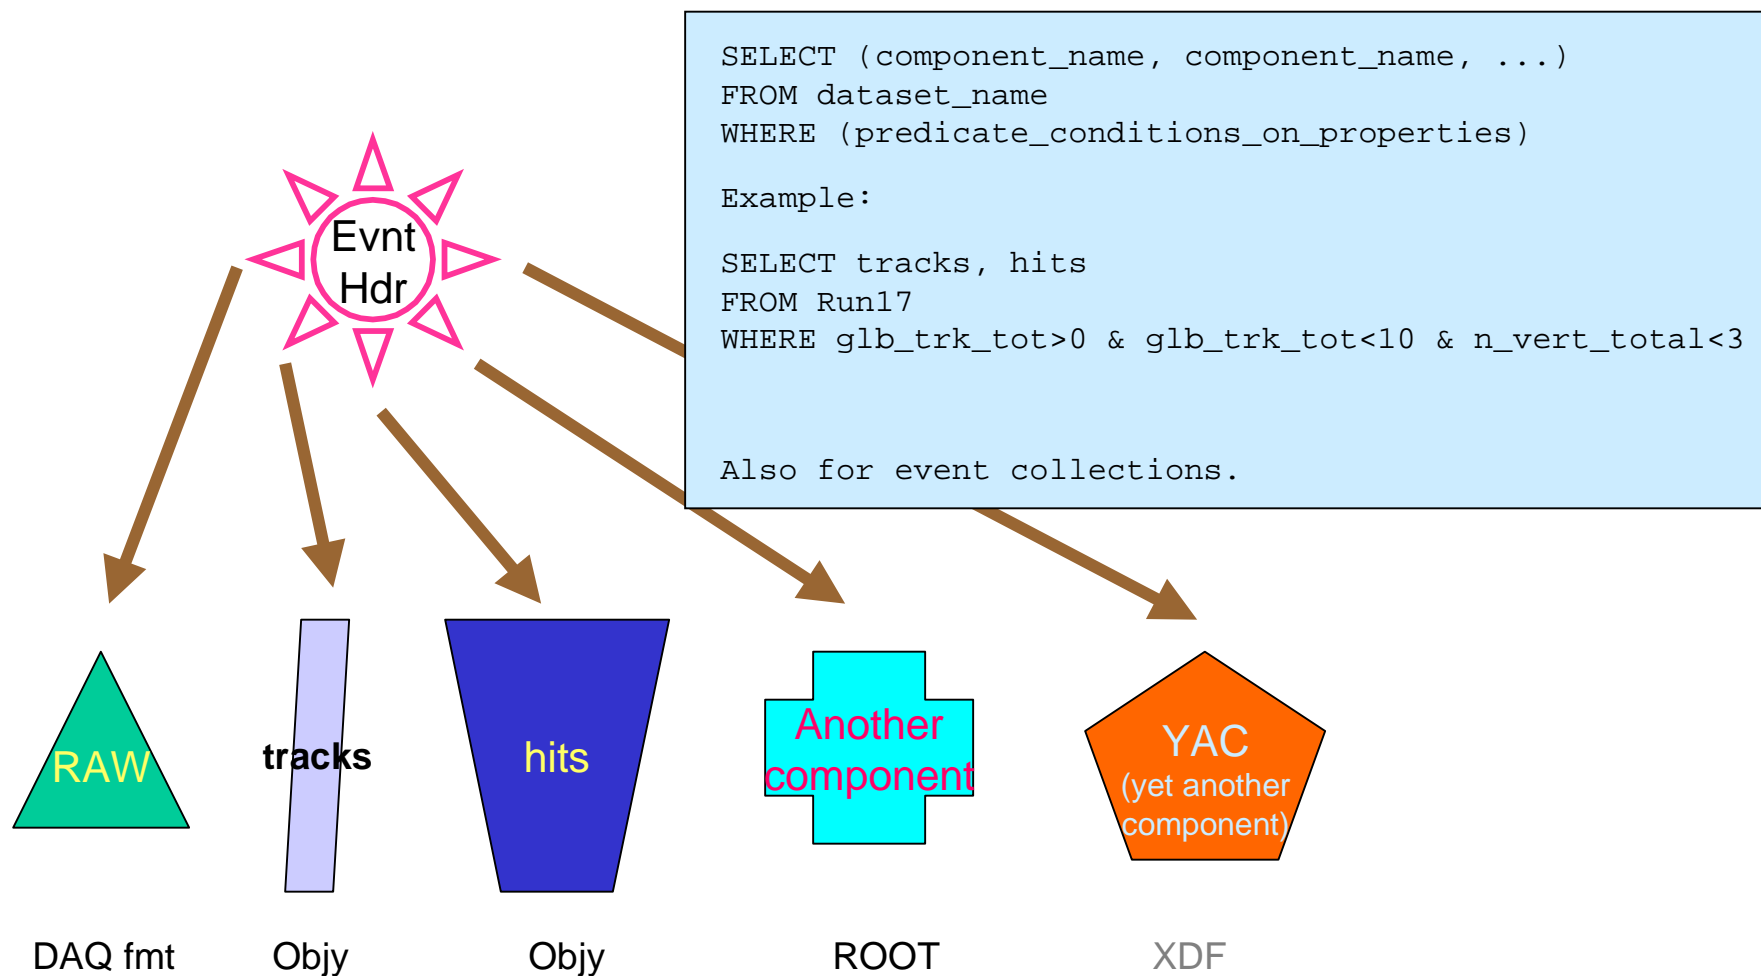 SELECT (component_name, component_name, ...)
FROM dataset_name
WHERE (predicate_conditions_on_properties)
Example:
SELECT tracks, hits
FROM Run17
WHERE glb_trk_tot>0 & glb_trk_tot<10 & n_vert_total<3
Also for event collections.
Evnt
Hdr
RAW
tracks
hits
Another
component
YAC
(yet another
component)
DAQ fmt
Objy
Objy
ROOT
XDF